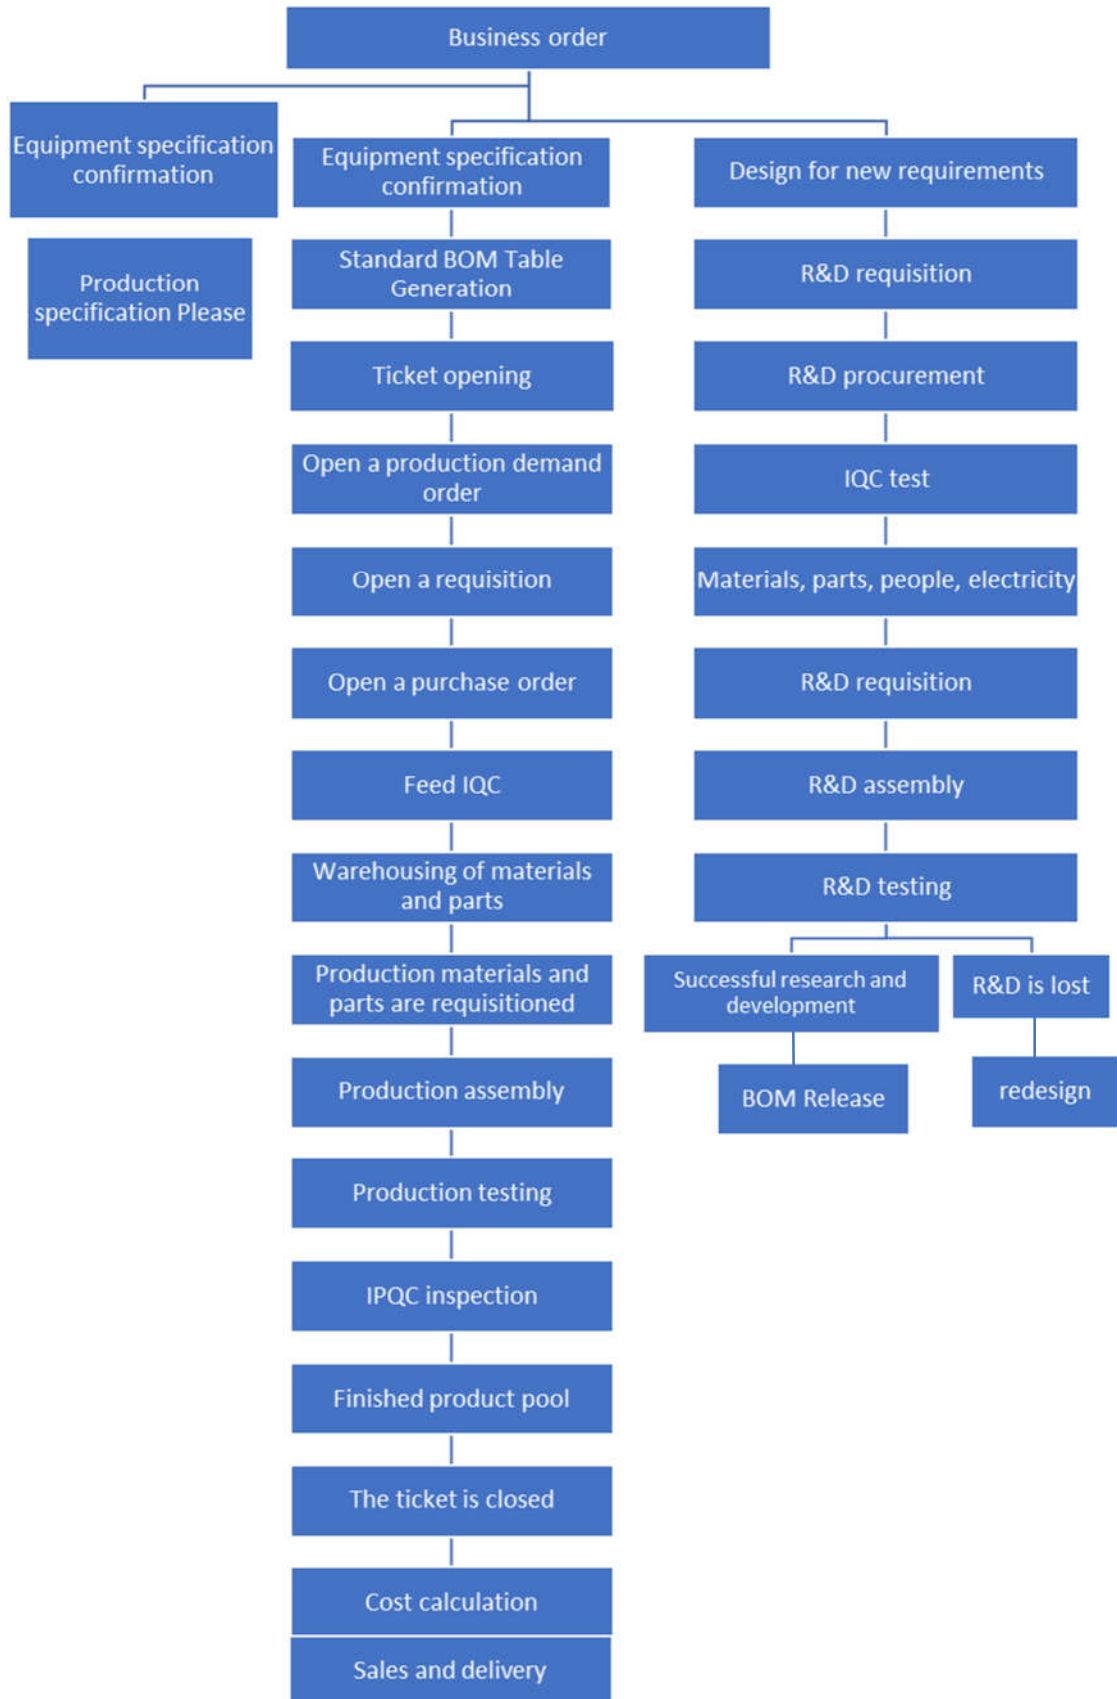 Business order
Equipment specification
confirmation
Production
specification Please
Equipment specification
confirmation
Standard BOM Table
Generation
Ticket opening
Open a production demand
order
Open a requisition
Open a purchase order
Feed IQC
Warehousing of materials
and parts
Production materials and
parts are requisitioned
Production assembly
Production testing
IPQC inspection
Finished product pool
The ticket is closed
Cost calculation
Sales and delivery
Design for new requirements
R&D requisition
R&D procurement
IQC test
Materials, parts, people, electricity
R&D requisition
R&D assembly
R&D testing
Successful research and
development
BOM Release
R&D is lost
redesign